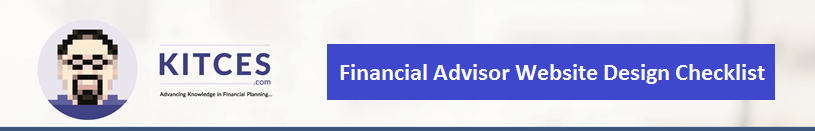 KITCES
.com
Advancing Knowledge in Financial Planning...
Financial Advisor Website Design Checklist